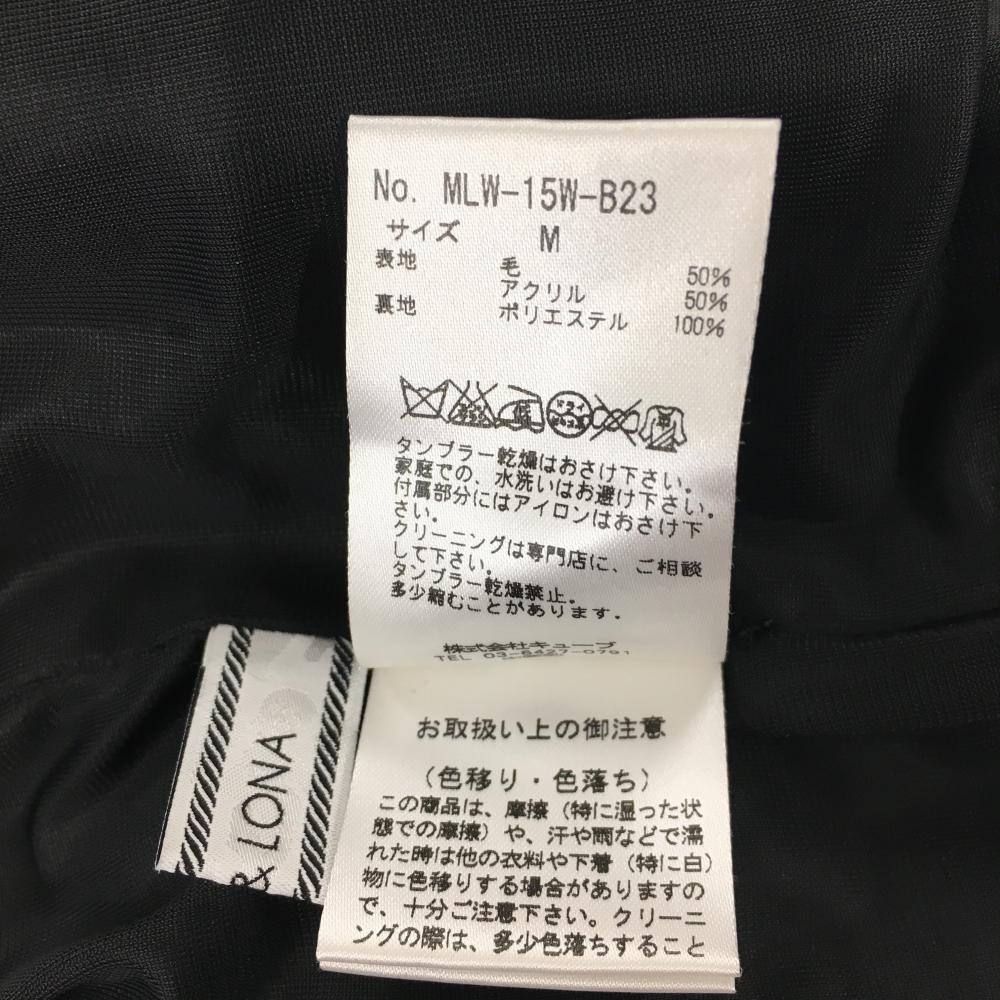 No. MLW-15W-B23
サイズ M
表地 毛 50%
アクリル 50%
裏地 ポリエステル 100%
ドライ
タンブラー乾燥はおさけ下さい。
家庭での、水洗いはお避け下さい。
付属部分にはアイロンはおさけ下
さい。
クリーニングは専門店に、ご相談
して下さい。
タンブラー乾燥禁止。
多少縮むことがあります。
株式会社キューブ
TEL 03-6427-0791
& LONA
お取扱い上の御注意
(色移り・色落ち)
この商品は、摩擦(特に湿った状
態での摩擦)や、汗や雨などで濡
れた時は他の衣料や下着(特に白)
物に色移りする場合がありますの
で、十分ご注意下さい。クリーニ
ングの際は、多少色落ちすること